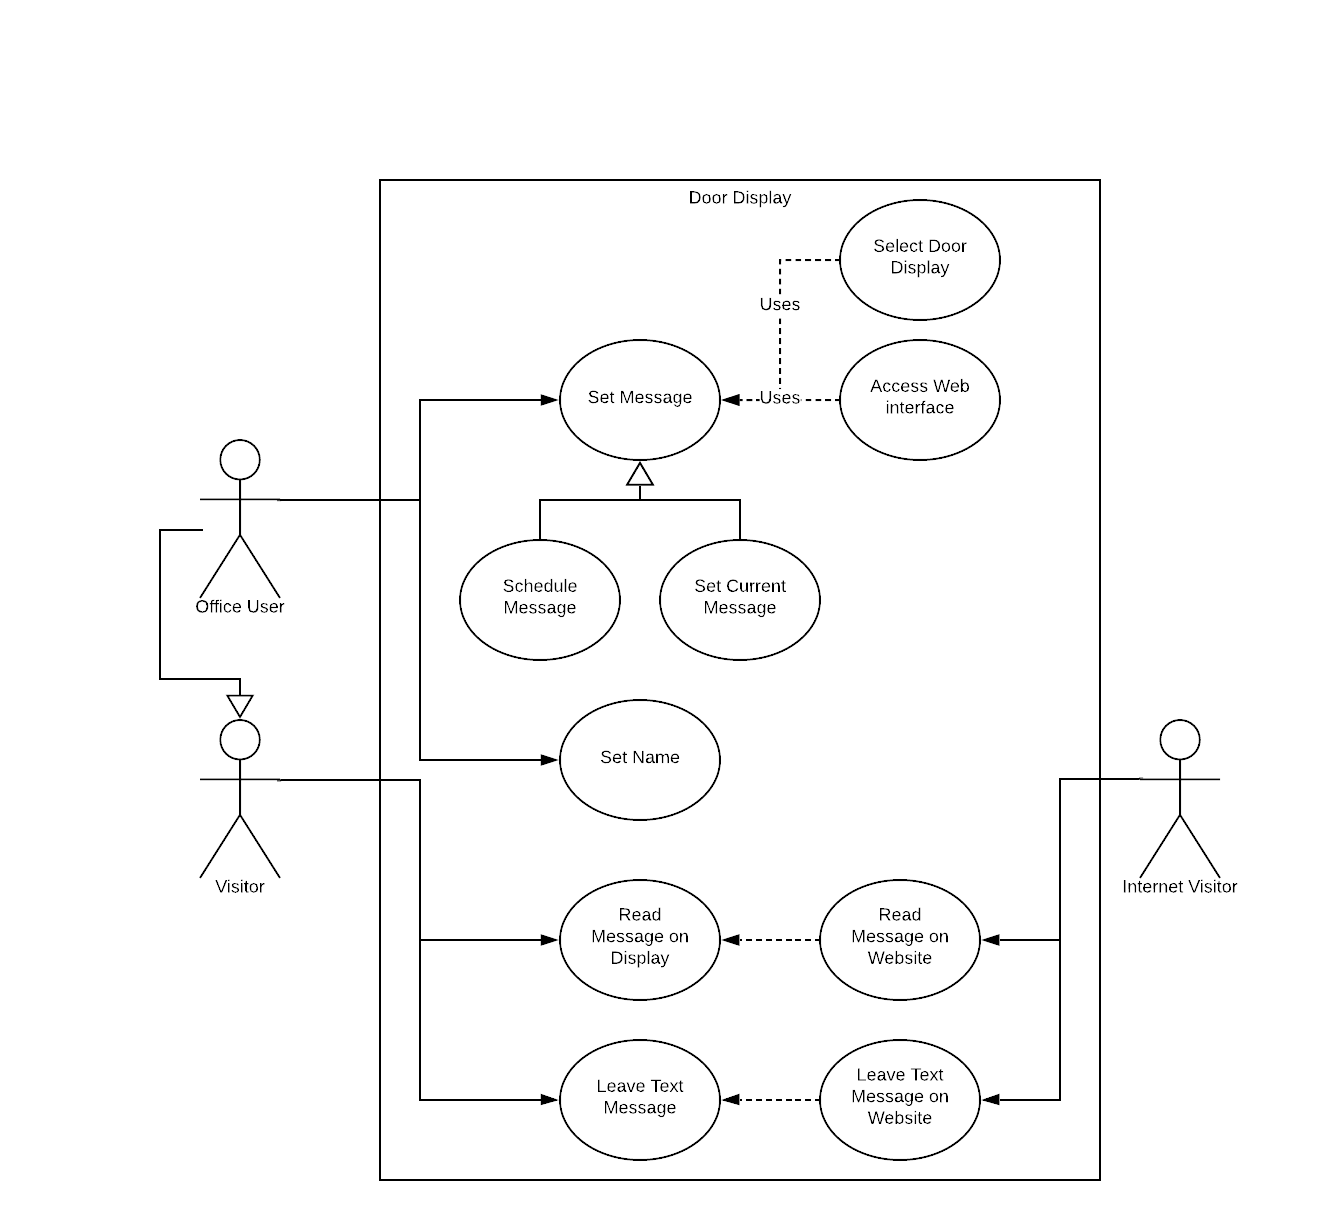 Door Display
Select Door
Display
Uses
Set Message
Uses
Access Web
interface
Office User
Schedule
Message
Set Current
Message
Set Name
Visitor
Internet Visitor
Read
Message on
Display
Read
Message on
Website
Leave Text
Message
Leave Text
Message on
Website